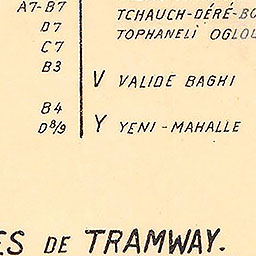 A7-B7 TCHAUCH-DÉRÉ-BO
D7 TOPHANELİ OGLOU
C7
B3
V VALIDE BAGHI
B4
D8/9 Y YENI-MAHALLE
ES DE TRAMWAY.